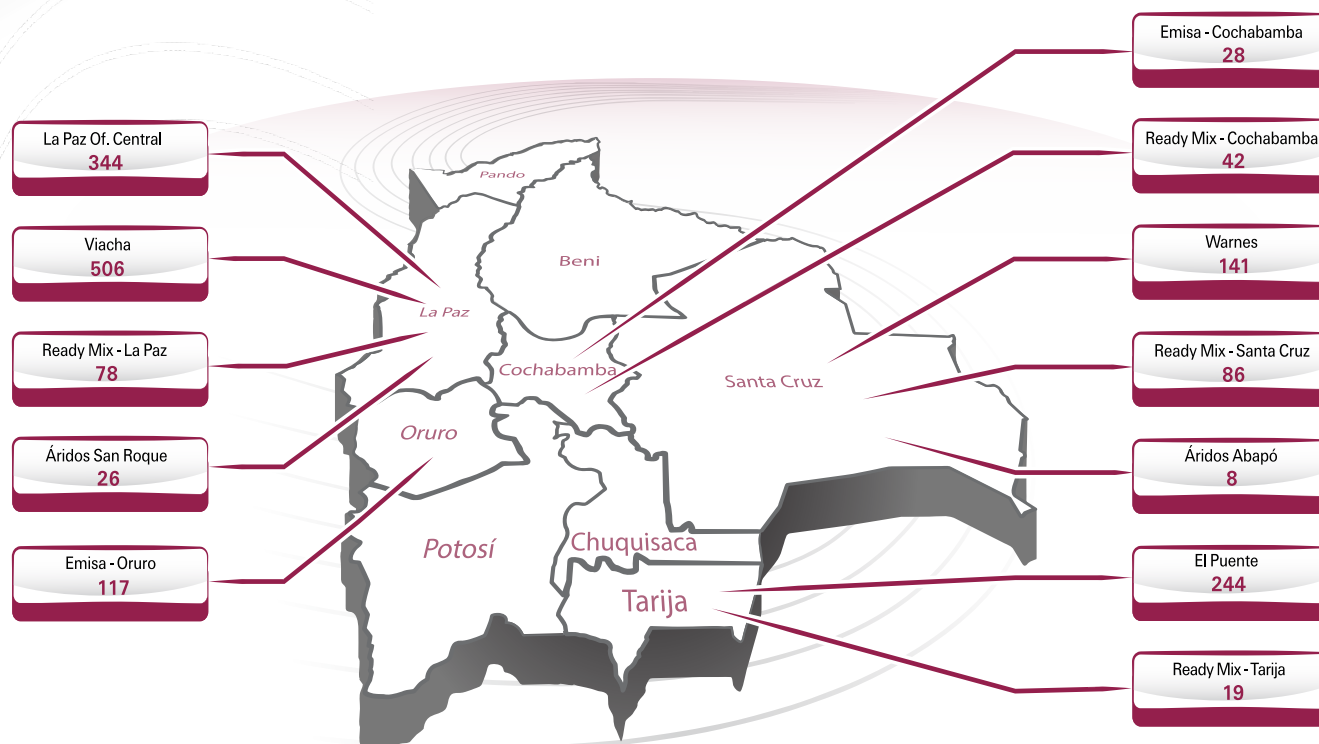 La Paz Of. Central
344
Viacha
506
Ready Mix - La Paz
78
Áridos San Roque
26
Emisa - Oruro
117
Pando
Beni
La Paz
Cochabamba
Santa Cruz
Oruro
Potosí
Chuquisaca
Tarija
Emisa - Cochabamba
28
Ready Mix - Cochabamba
42
Warnes
141
Ready Mix - Santa Cruz
86
Áridos Abapó
8
El Puente
244
Ready Mix - Tarija
19